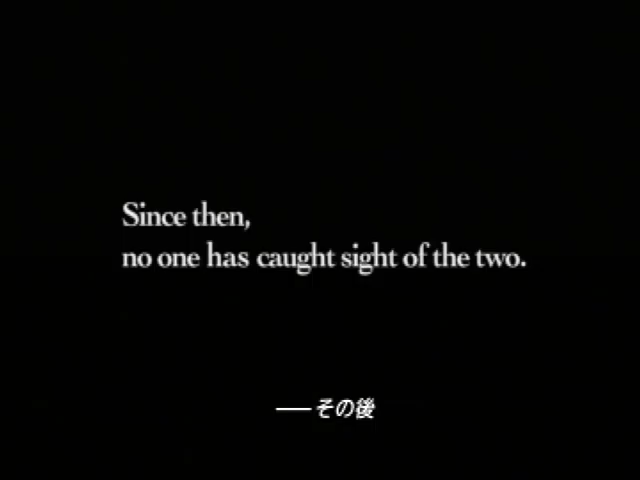 Since then,
no one has caught sight of the two.
――その後